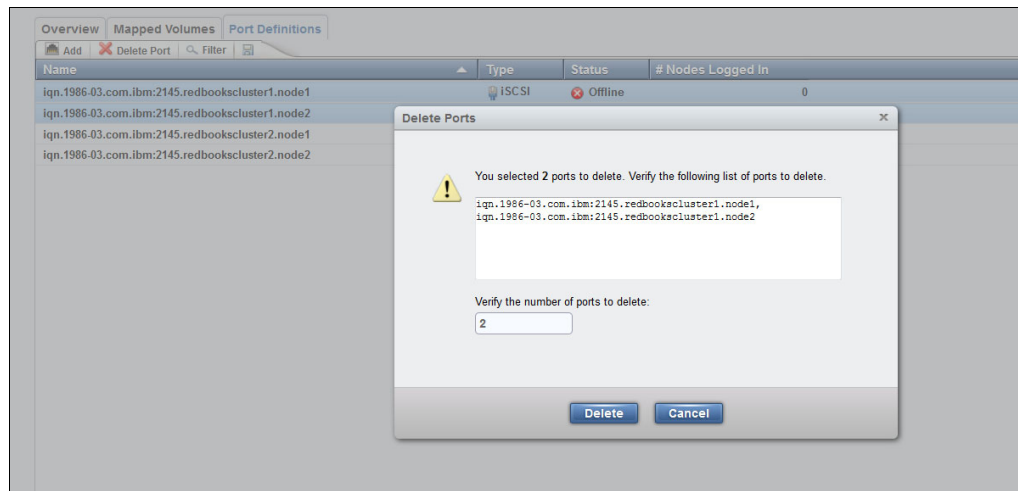 Overview Mapped Volumes Port Definitions
Add Delete Port Filter
Name Type Status # Nodes Logged In
iqn.1986-03.com.ibm:2145.redbookscluster1.node1 iSCSI Offline 0
iqn.1986-03.com.ibm:2145.redbookscluster1.node2
iqn.1986-03.com.ibm:2145.redbookscluster2.node1
iqn.1986-03.com.ibm:2145.redbookscluster2.node2
Delete Ports
You selected 2 ports to delete. Verify the following list of ports to delete.
iqn.1986-03.com.ibm:2145.redbookscluster1.node1,
iqn.1986-03.com.ibm:2145.redbookscluster1.node2
Verify the number of ports to delete:
2
Delete Cancel